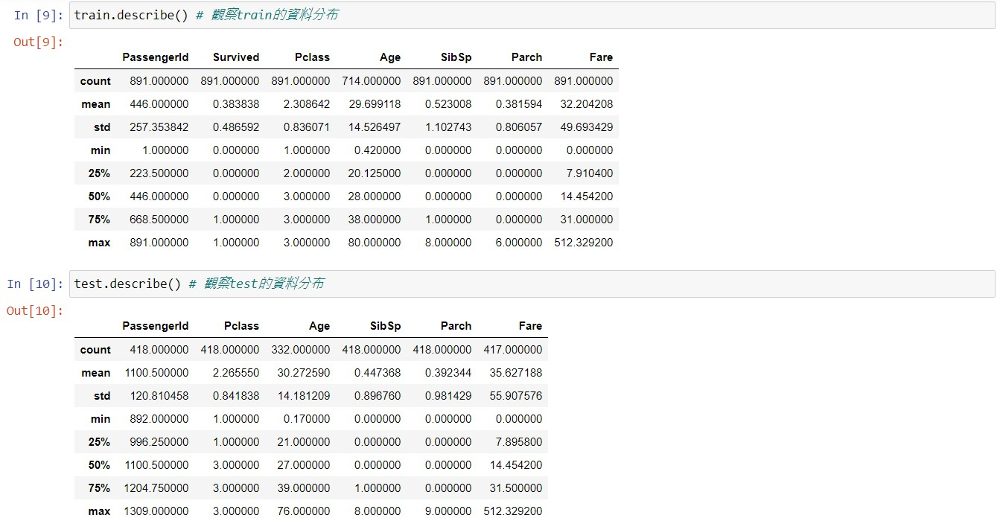 In [9]: train.describe() # 觀察train的資料分布
Out[9]:
PassengerId Survived Pclass Age SibSp Parch Fare
count 891.000000 891.000000 891.000000 714.000000 891.000000 891.000000 891.000000
mean 446.000000 0.383838 2.308642 29.699118 0.523008 0.381594 32.204208
std 257.353842 0.486592 0.836071 14.526497 1.102743 0.806057 49.693429
min 1.000000 0.000000 1.000000 0.420000 0.000000 0.000000 0.000000
25% 223.500000 0.000000 2.000000 20.125000 0.000000 0.000000 7.910400
50% 446.000000 0.000000 3.000000 28.000000 0.000000 0.000000 14.454200
75% 668.500000 1.000000 3.000000 38.000000 1.000000 0.000000 31.000000
max 891.000000 1.000000 3.000000 80.000000 8.000000 6.000000 512.329200
In [10]: test.describe() # 觀察test的資料分布
Out[10]:
PassengerId Pclass Age SibSp Parch Fare
count 418.000000 418.000000 332.000000 418.000000 418.000000 417.000000
mean 1100.500000 2.265550 30.272590 0.447368 0.392344 35.627188
std 120.810458 0.841838 14.181209 0.896760 0.981429 55.907576
min 892.000000 1.000000 0.170000 0.000000 0.000000 0.000000
25% 996.250000 1.000000 21.000000 0.000000 0.000000 7.895800
50% 1100.500000 3.000000 27.000000 0.000000 0.000000 14.454200
75% 1204.750000 3.000000 39.000000 1.000000 0.000000 31.500000
max 1309.000000 3.000000 76.000000 8.000000 9.000000 512.329200